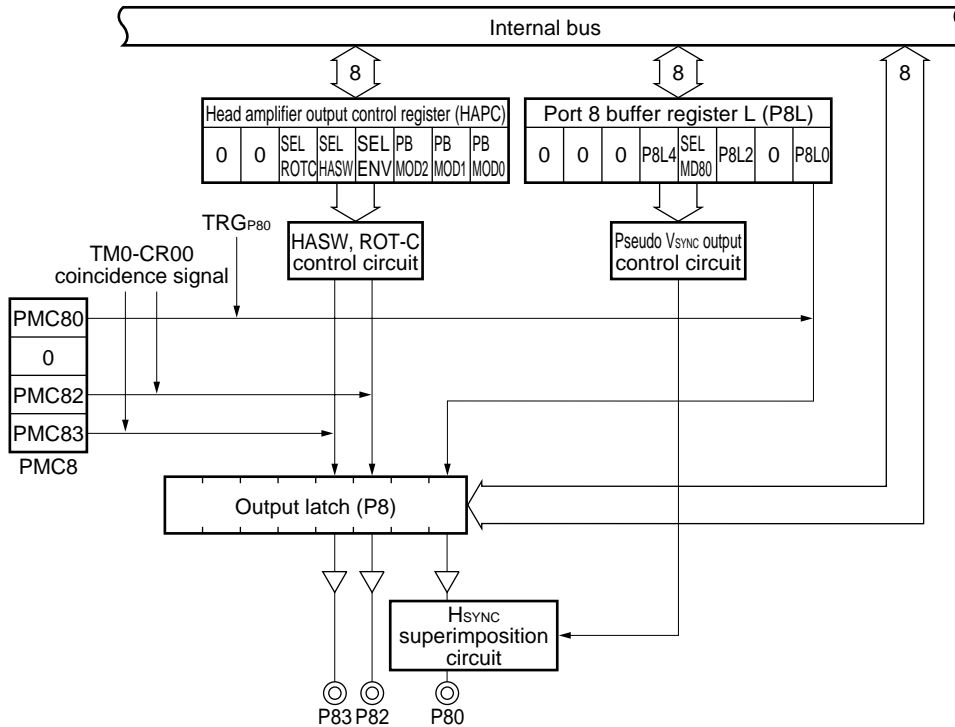 Internal bus
8 8 8
Head amplifier output control register (HAPC)
0 0 SEL ROTC SEL HASW SEL ENV PB MOD2 PB MOD1 PB MOD0
Port 8 buffer register L (P8L)
0 0 0 P8L4 SEL MD80 P8L2 0 P8L0
TRGP80
TM0-CR00
coincidence signal
HASW, ROT-C
control circuit
Pseudo VSYNC output
control circuit
PMC80
0
PMC82
PMC83
PMC8
Output latch (P8)
HSYNC
superimposition
circuit
P83 P82 P80